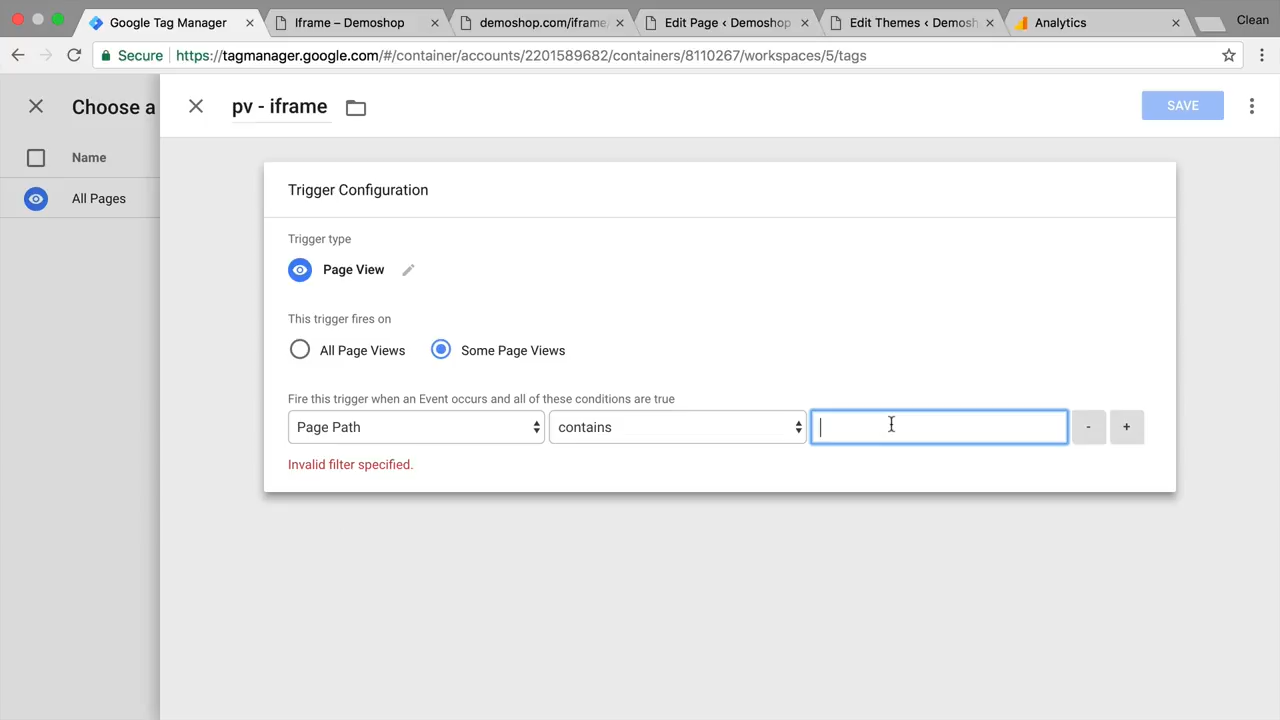 Google Tag Manager
Iframe – Demoshop
demoshop.com/iframe/
Edit Page ‹ Demoshop
Edit Themes ‹ Demosh
Analytics
Clean
Secure
https://tagmanager.google.com/#/container/accounts/2201589682/containers/8110267/workspaces/5/tags
Choose a
pv - iframe
SAVE
Name
All Pages
Trigger Configuration
Trigger type
Page View
This trigger fires on
All Page Views
Some Page Views
Fire this trigger when an Event occurs and all of these conditions are true
Page Path
contains
-
+
Invalid filter specified.